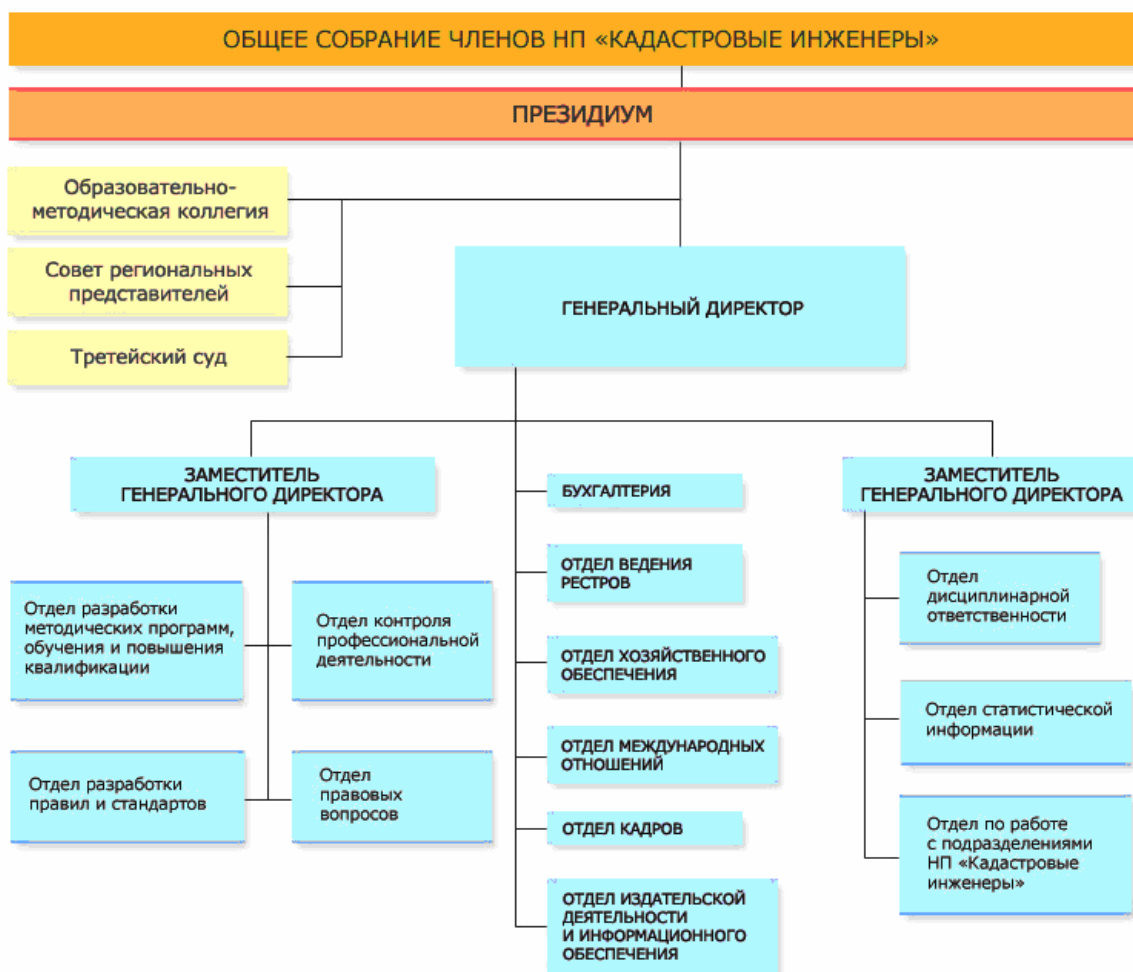 ОБЩЕЕ СОБРАНИЕ ЧЛЕНОВ НП «КАДАСТРОВЫЕ ИНЖЕНЕРЫ»
ПРЕЗИДИУМ
Образовательно-
методическая коллегия
Совет региональных
представителей
Третейский суд
ГЕНЕРАЛЬНЫЙ ДИРЕКТОР
ЗАМЕСТИТЕЛЬ
ГЕНЕРАЛЬНОГО ДИРЕКТОРА
Отдел разработки
методических программ,
обучения и повышения
квалификации
Отдел контроля
профессиональной
деятельности
Отдел разработки
правил и стандартов
Отдел
правовых
вопросов
БУХГАЛТЕРИЯ
ОТДЕЛ ВЕДЕНИЯ
РЕСТРОВ
ОТДЕЛ ХОЗЯЙСТВЕННОГО
ОБЕСПЕЧЕНИЯ
ОТДЕЛ МЕЖДУНАРОДНЫХ
ОТНОШЕНИЙ
ОТДЕЛ КАДРОВ
ОТДЕЛ ИЗДАТЕЛЬСКОЙ
ДЕЯТЕЛЬНОСТИ
И ИНФОРМАЦИОННОГО
ОБЕСПЕЧЕНИЯ
ЗАМЕСТИТЕЛЬ
ГЕНЕРАЛЬНОГО ДИРЕКТОРА
Отдел
дисциплинарной
ответственности
Отдел статистической
информации
Отдел по работе
с подразделениями
НП «Кадастровые
инженеры»